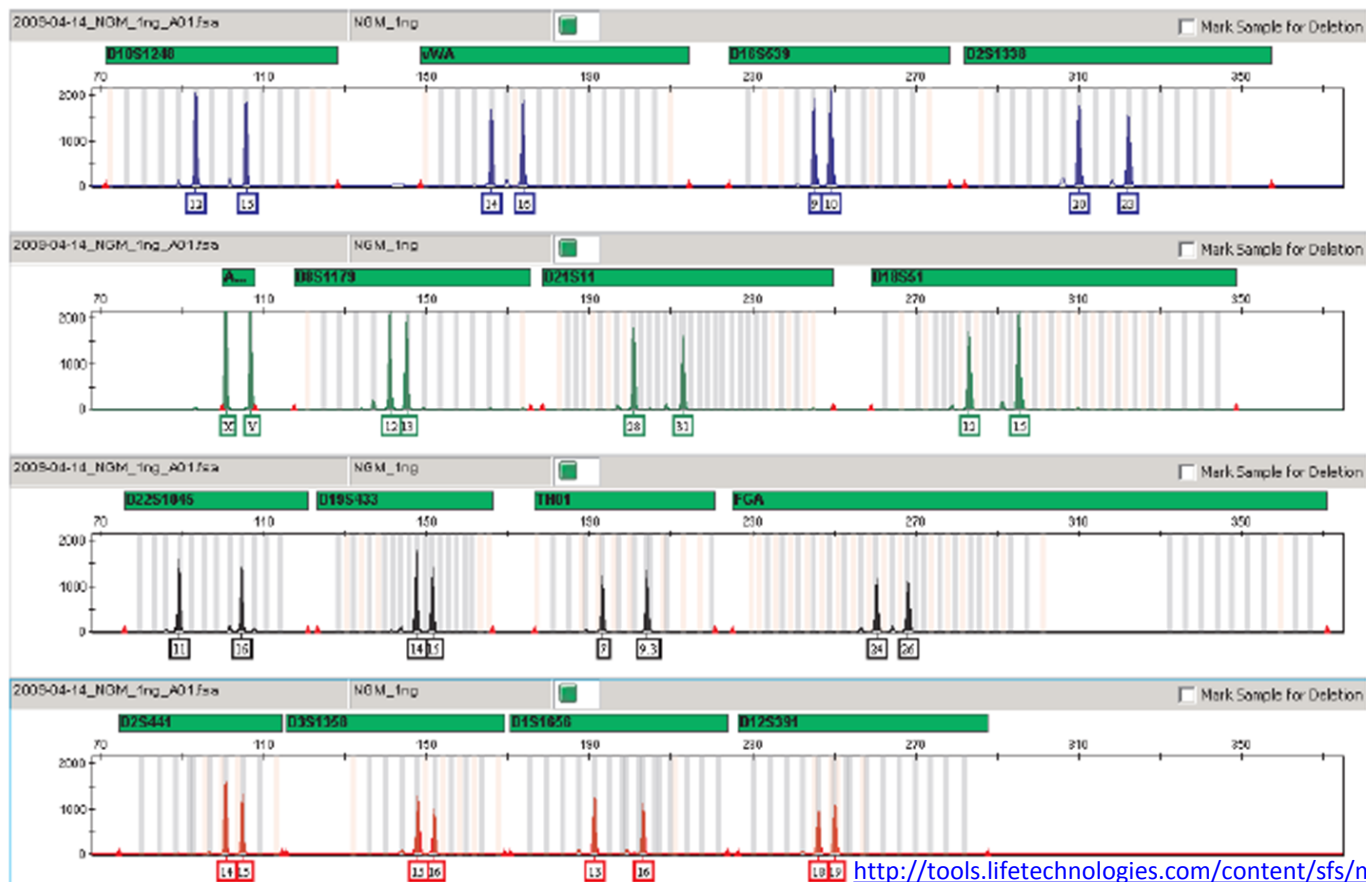 2009-04-14_NGM_1ng_A01.fsa NGM_1ng Mark Sample for Deletion
D10S1248 vWA D16S539 D2S1338
70 110 150 190 230 270 310 350
2000
1000
0
13 15 14 16 9 10 20 23
2009-04-14_NGM_1ng_A01.fsa NGM_1ng Mark Sample for Deletion
A... D8S1179 D21S11 D18S51
70 110 150 190 230 270 310 350
2000
1000
0
X Y 12 13 28 31 12 15
2009-04-14_NGM_1ng_A01.fsa NGM_1ng Mark Sample for Deletion
D22S1045 D19S433 TH01 FGA
70 110 150 190 230 270 310 350
2000
1000
0
11 16 14 15 7 9.3 24 26
2009-04-14_NGM_1ng_A01.fsa NGM_1ng Mark Sample for Deletion
D2S441 D3S1358 D1S1656 D12S391
70 110 150 190 230 270 310 350
2000
1000
0
14 15 15 16 13 16 18 19 http://tools.lifetechnologies.com/content/sfs/m